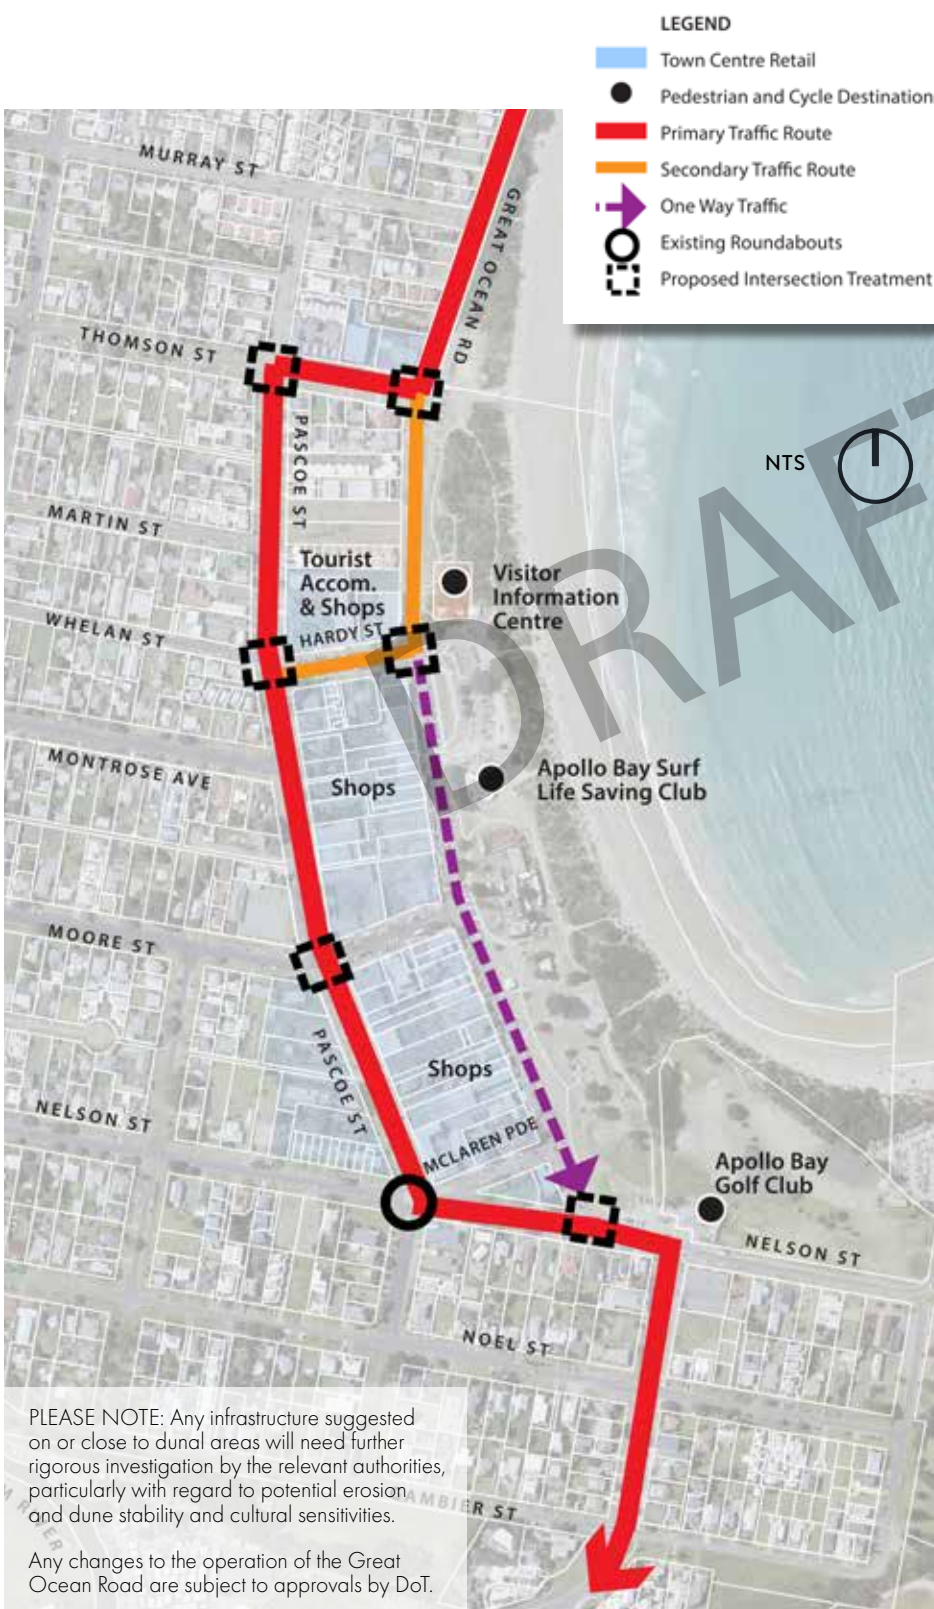 LEGEND
Town Centre Retail
Pedestrian and Cycle Destination
Primary Traffic Route
Secondary Traffic Route
One Way Traffic
Existing Roundabouts
Proposed Intersection Treatment
MURRAY ST
GREAT OCEAN RD
THOMSON ST
PASCOE ST
NTS
DRAFT
MARTIN ST
Tourist
Accom.
& Shops
Visitor
Information
Centre
WHELAN ST
HARDY ST
MONTROSE AVE
Shops
Apollo Bay Surf
Life Saving Club
MOORE ST
PASCOE ST
Shops
NELSON ST
MCLAREN PDE
Apollo Bay
Golf Club
NELSON ST
NOEL ST
PLEASE NOTE: Any infrastructure suggested
on or close to dunal areas will need further
rigorous investigation by the relevant authorities,
particularly with regard to potential erosion
and dune stability and cultural sensitivities.
Any changes to the operation of the Great
Ocean Road are subject to approvals by DoT.
AMBIER ST
RIVER